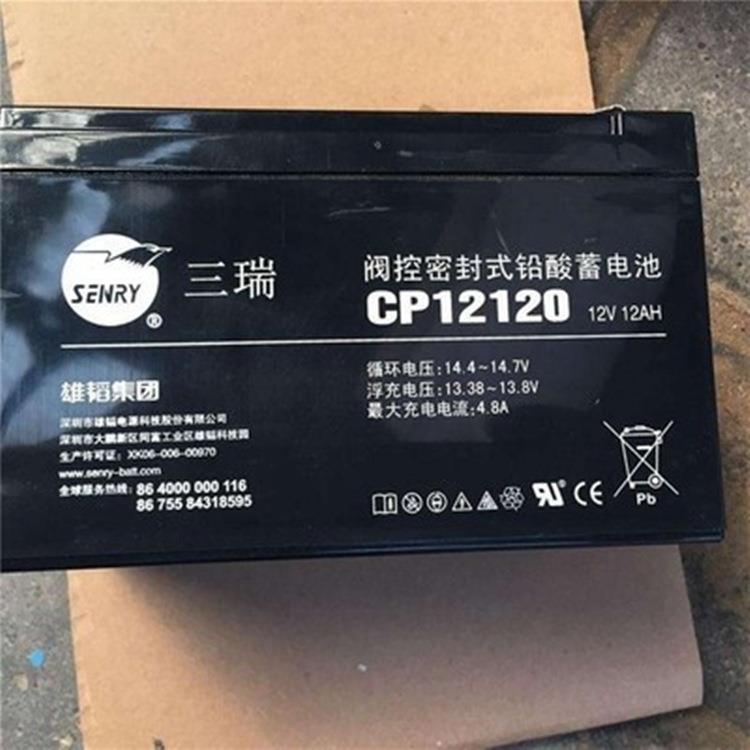 SENRY
®
三瑞
阀控密封式铅酸蓄电池
CP12120 12V 12AH
循环电压:14.4~14.7V
浮充电压:13.38~13.8V
最大充电电流:4.8A
雄韬集团
深圳市雄韬电源科技股份有限公司
深圳市大鹏新区同富工业区雄韬科技园
生产许可证: XK06-006-00970
www.senry-batt.com
全球服务热线: 86 4000 000 116
86 755 84318595
CE
Pb